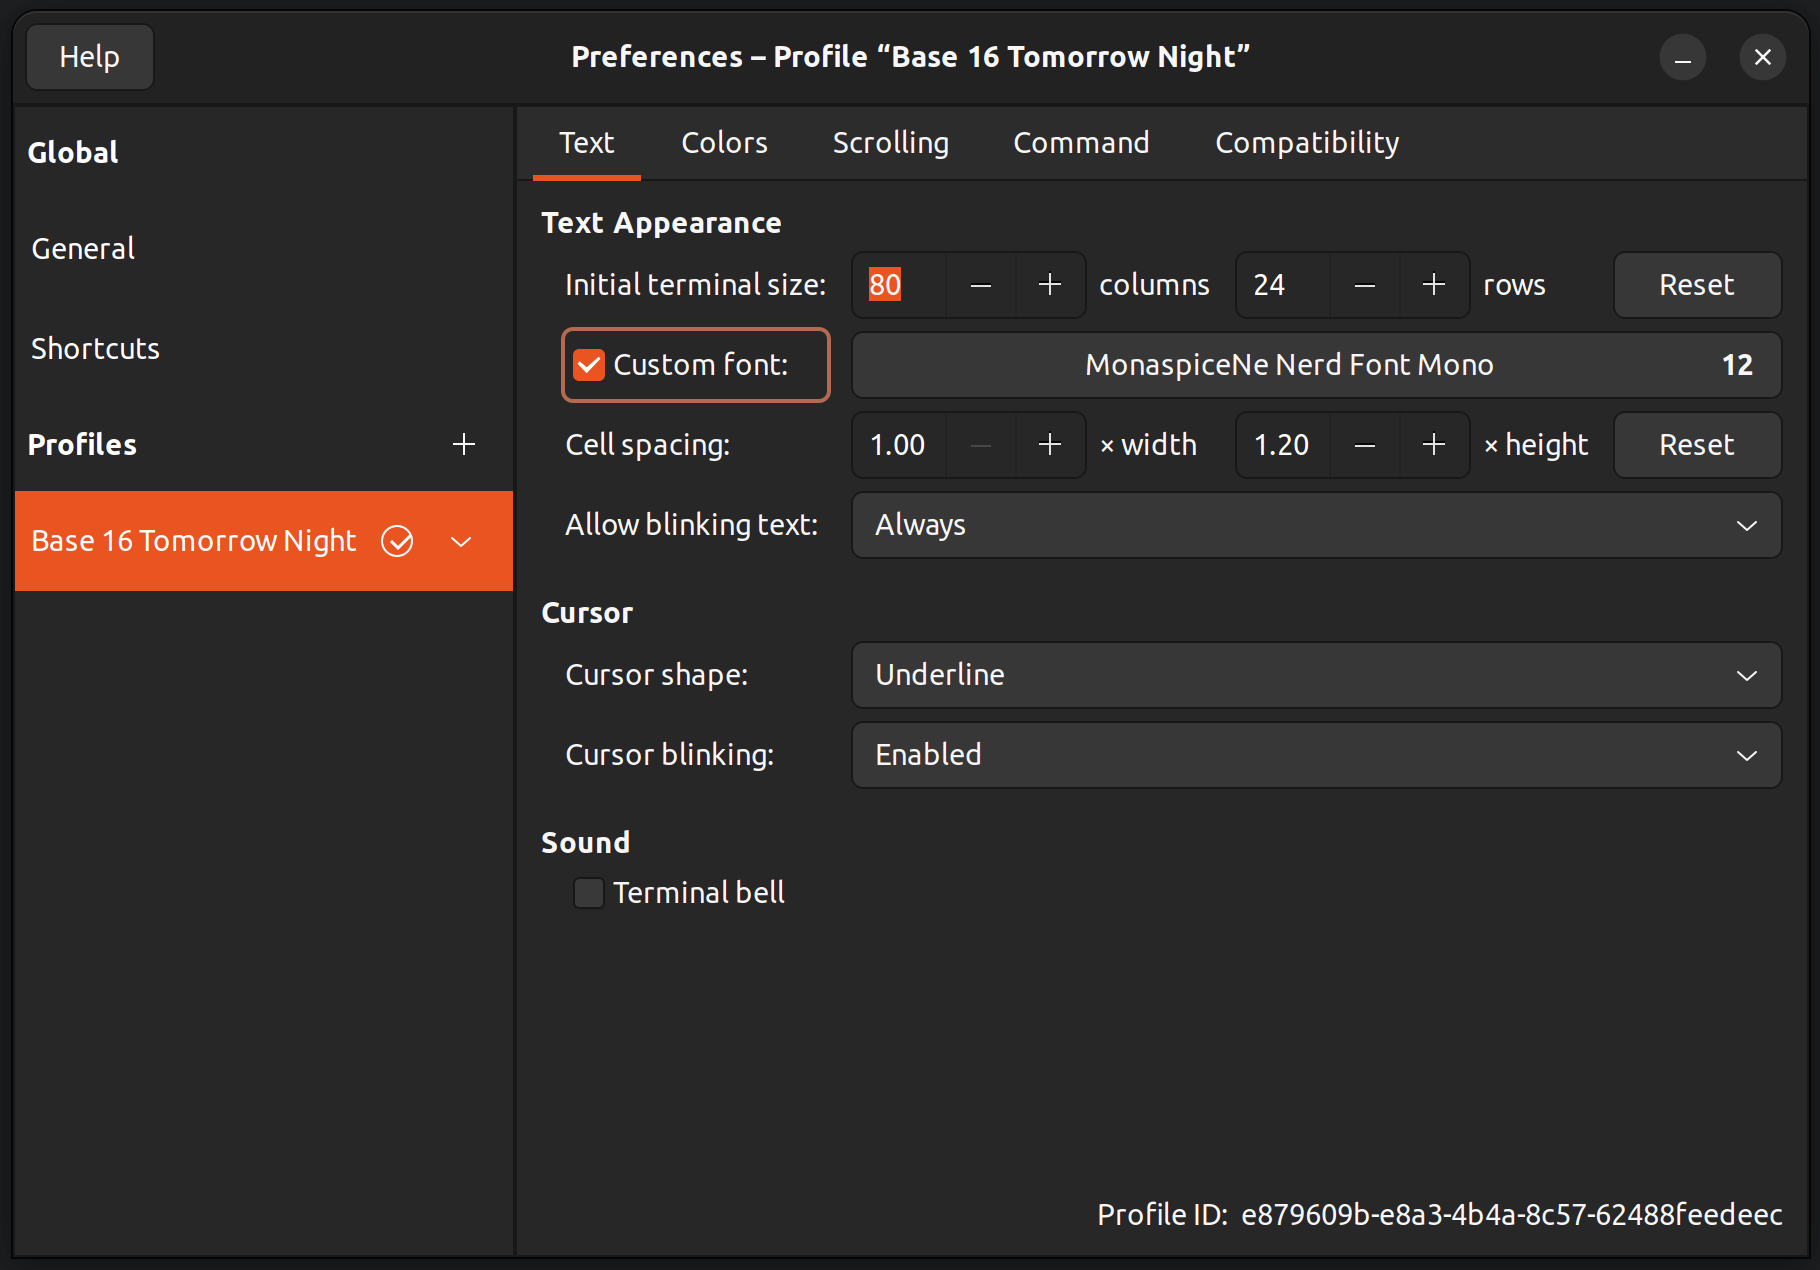 Help
Preferences – Profile “Base 16 Tomorrow Night”
Global
General
Shortcuts
Profiles
Base 16 Tomorrow Night
Text Colors Scrolling Command Compatibility
Text Appearance
Initial terminal size: 80 columns 24 rows Reset
Custom font: MonaspiceNe Nerd Font Mono 12
Cell spacing: 1.00 × width 1.20 × height Reset
Allow blinking text: Always
Cursor
Cursor shape: Underline
Cursor blinking: Enabled
Sound
Terminal bell
Profile ID: e879609b-e8a3-4b4a-8c57-62488feedeec